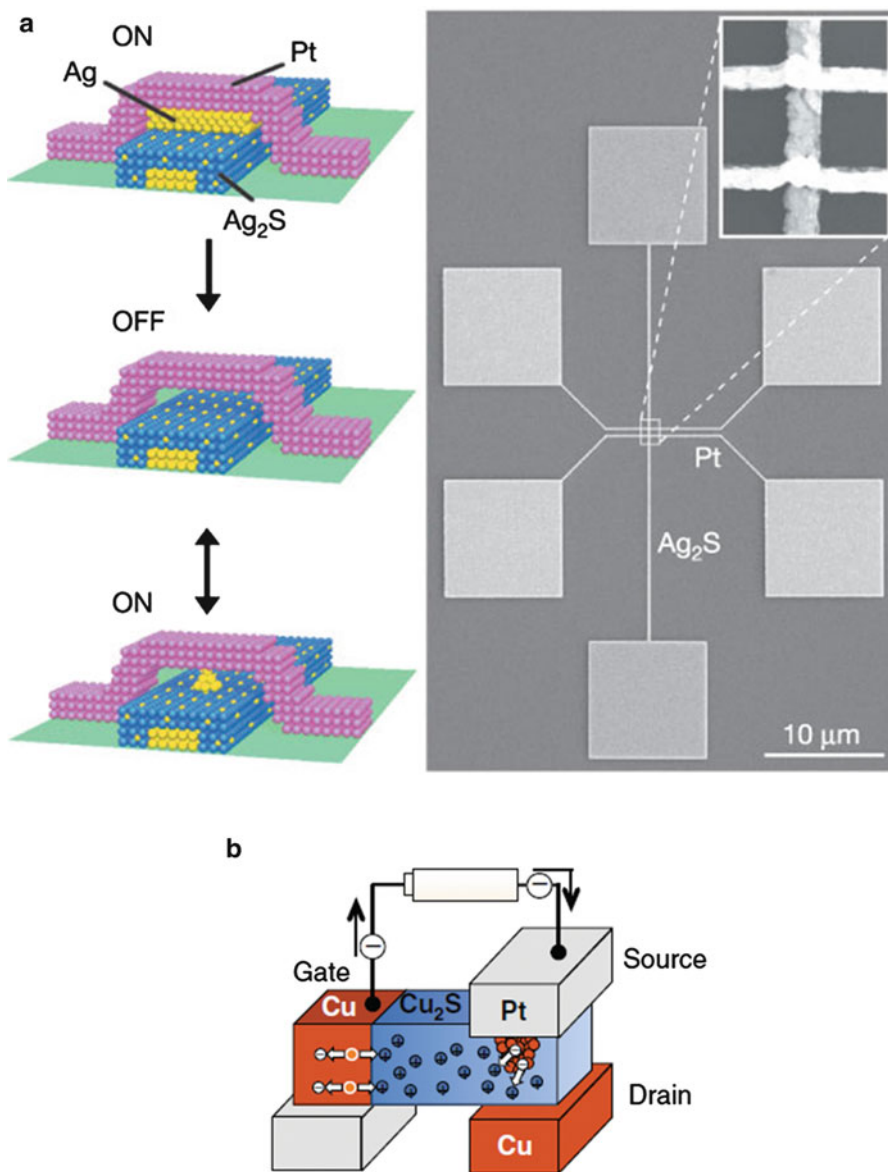 a
ON
Pt
Ag
Ag₂S
OFF
ON
Pt
Ag₂S
10 μm
b
Gate
Source
Cu
Cu₂S
Pt
Drain
Cu